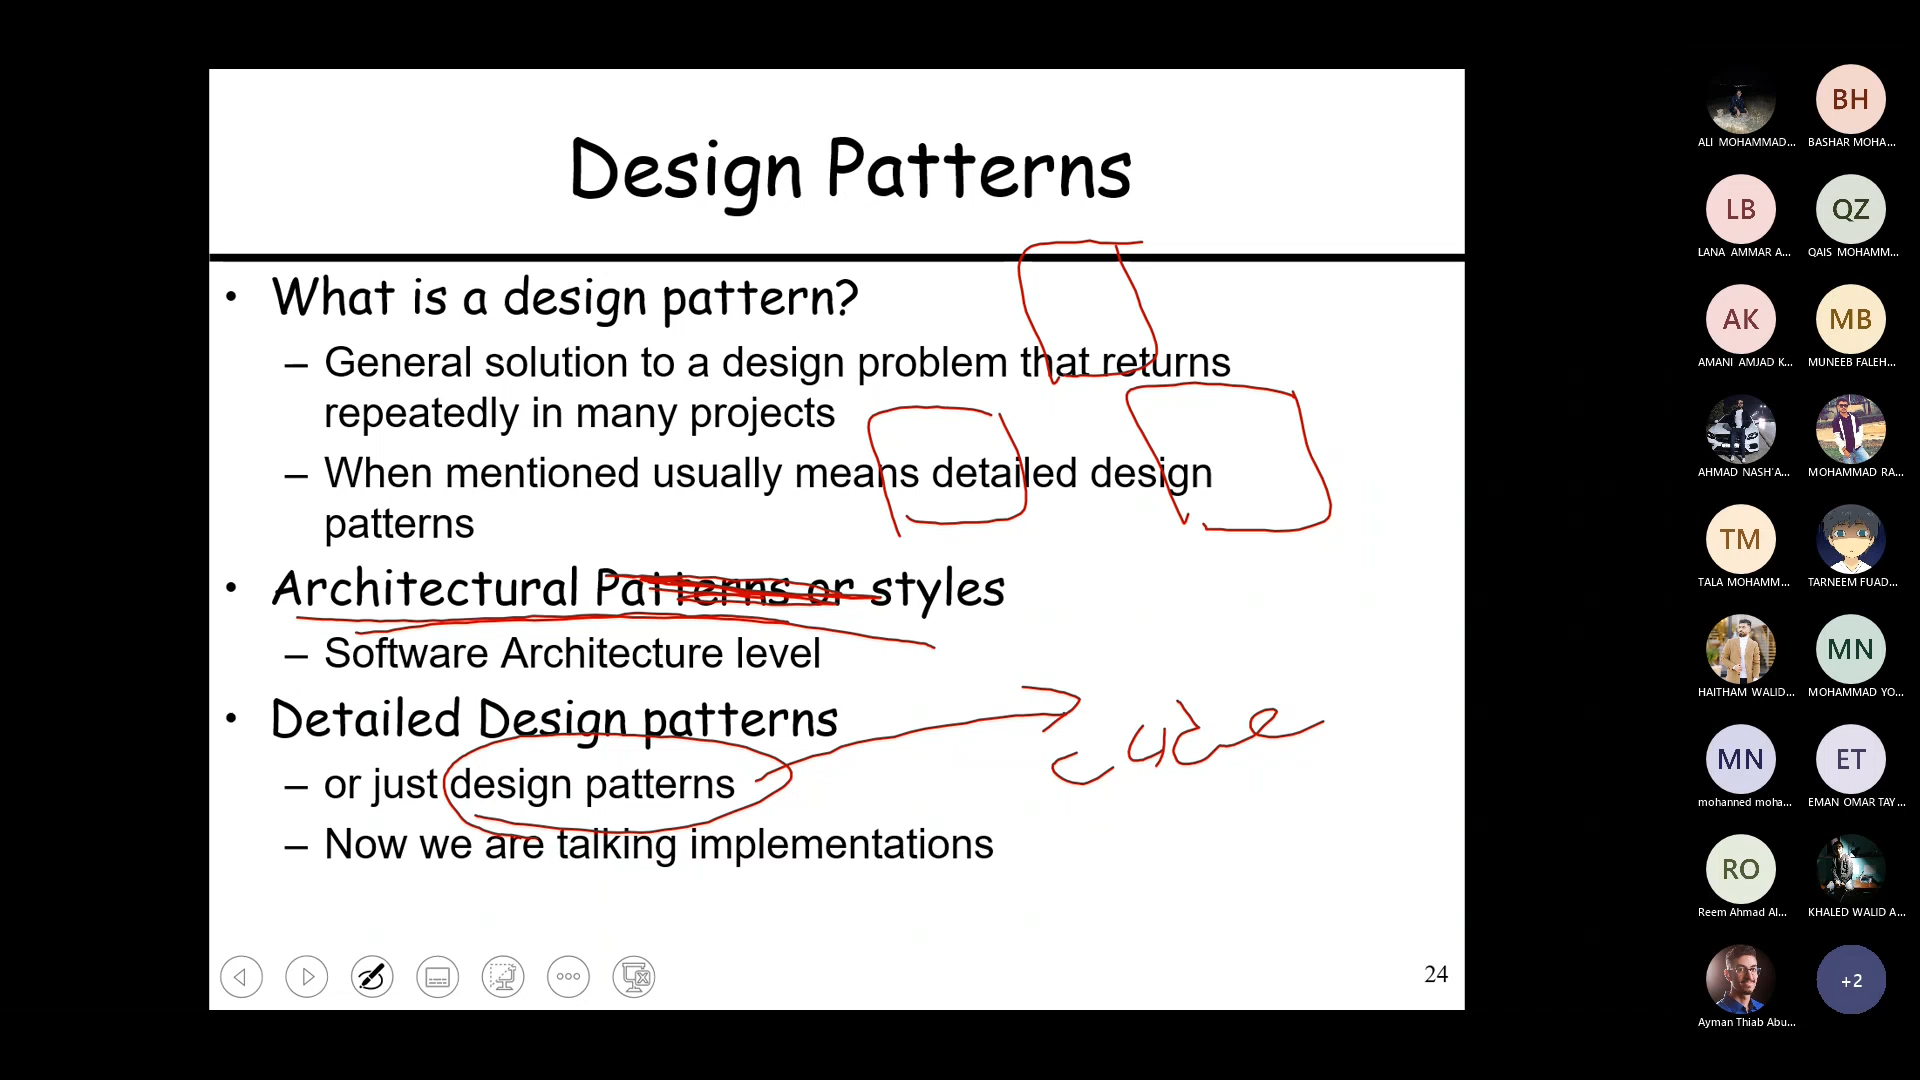 Design Patterns
• What is a design pattern?
– General solution to a design problem that returns
repeatedly in many projects
– When mentioned usually means detailed design
patterns
• Architectural Patterns or styles
– Software Architecture level
• Detailed Design patterns
– or just design patterns
– Now we are talking implementations
24
ALI MOHAMMAD...
BH
BASHAR MOHA...
LB
LANA AMMAR A...
QZ
QAIS MOHAMM...
AK
AMANI AMJAD K...
MB
MUNEEB FALEH...
AHMAD NASH'A...
MOHAMMAD RA...
TM
TALA MOHAMM...
TARNEEM FUAD...
HAITHAM WALID...
MN
MOHAMMAD YO...
MN
mohanned moha...
ET
EMAN OMAR TAY...
RO
Reem Ahmad Al...
KHALED WALID A...
Ayman Thiab Abu...
+2